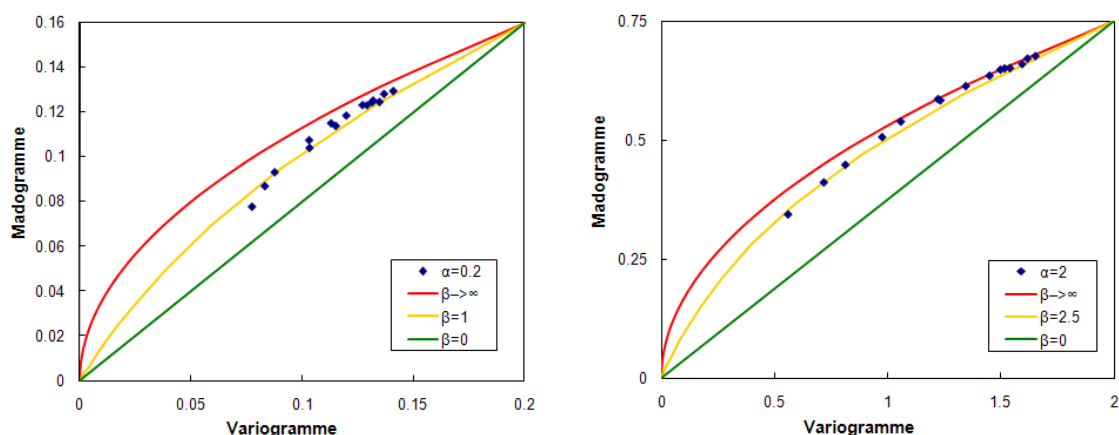 0.16
0.14
0.12
0.1
0.08
0.06
0.04
0.02
0
Madogramme
0 0.05 0.1 0.15 0.2
Variogramme
α=0.2
β–>∞
β=1
β=0
0.75
0.5
0.25
0
Madogramme
0 0.5 1 1.5 2
Variogramme
α=2
β–>∞
β=2.5
β=0